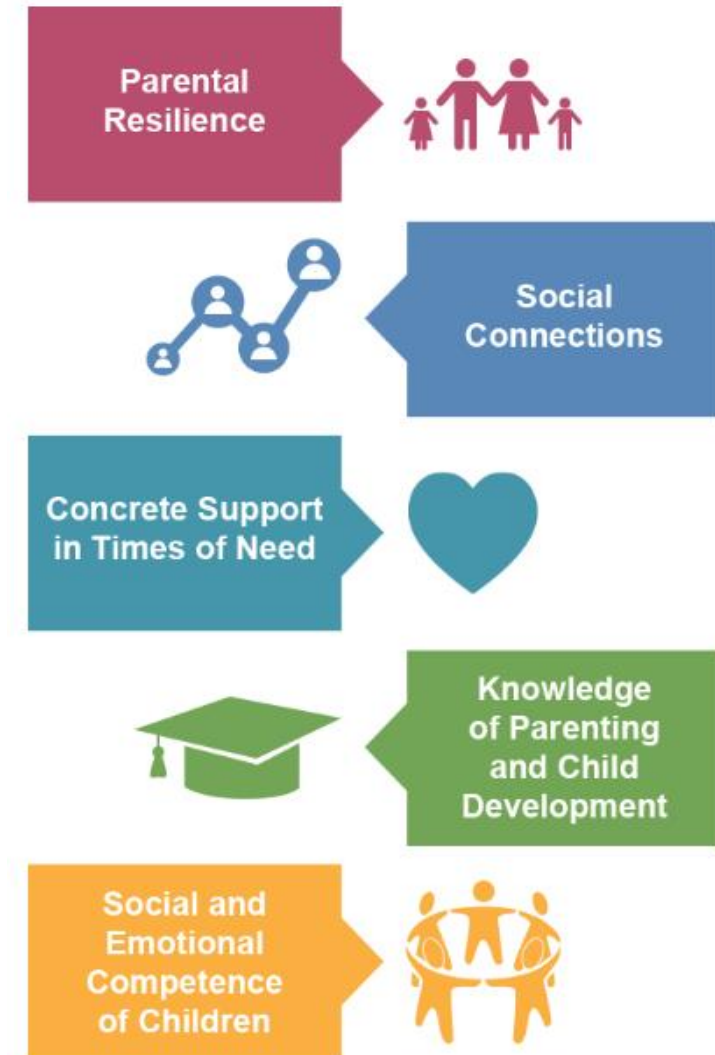 Parental
Resilience
Social
Connections
Concrete Support
in Times of Need
Knowledge
of Parenting
and Child
Development
Social and
Emotional
Competence
of Children